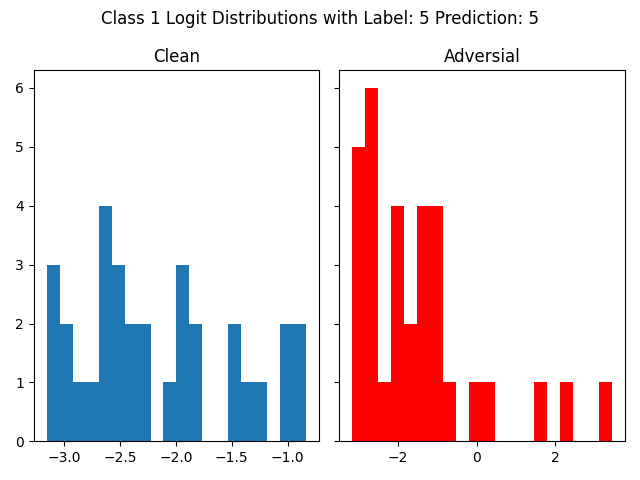 Class 1 Logit Distributions with Label: 5 Prediction: 5
Clean
Adversial
6
5
4
3
2
1
0
−3.0 −2.5 −2.0 −1.5 −1.0
−2 0 2